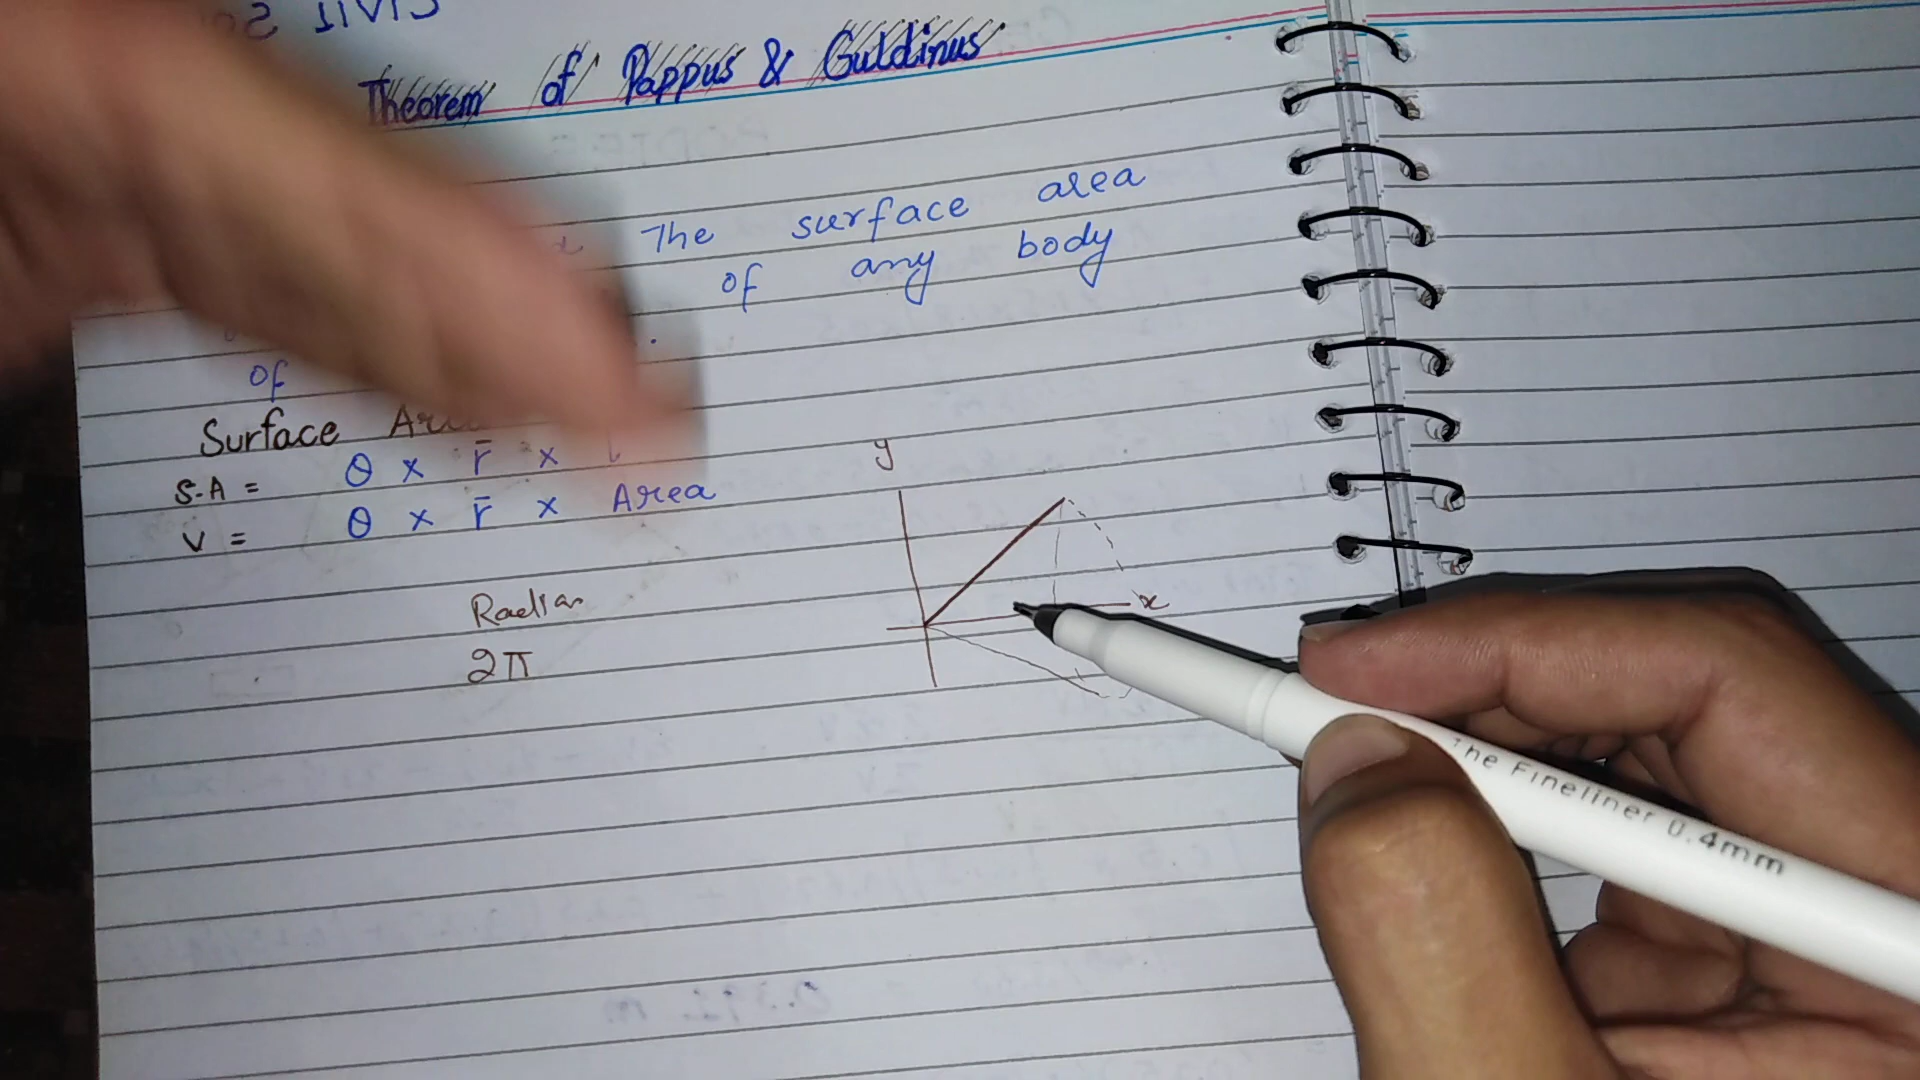 Theorem of Pappus & Guldinus
The surface area
of any body
of
Surface
S.A = θ × r̄ ×
V = θ × r̄ × Area
Radian
2π
y
x
The Fineliner 0.4mm